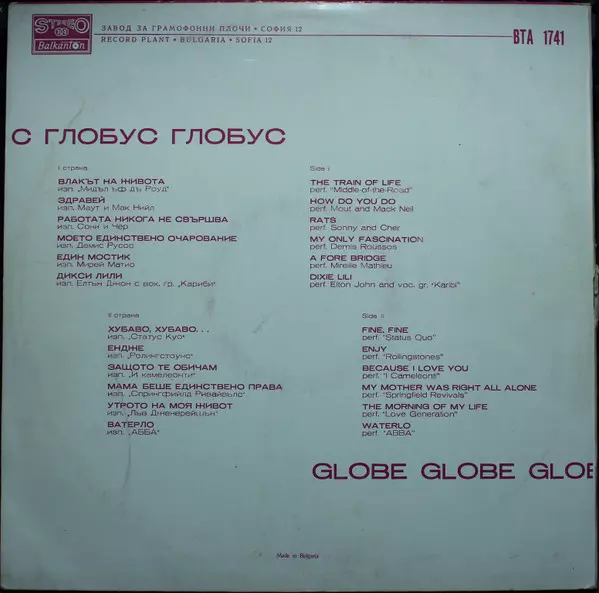 STEREO
33
Balkanton
ЗАВОД ЗА ГРАМОФОННИ ПЛОЧИ • СОФИЯ 12
RECORD PLANT • BULGARIA • SOFIA 12
ВТА 1741
С ГЛОБУС ГЛОБУС
I страна
ВЛАКЪТ НА ЖИВОТА
изп. „Мидъл ъф дъ Роуд“
ЗДРАВЕЙ
изп. Маут и Мак Нийл
РАБОТАТА НИКОГА НЕ СВЪРШВА
изп. Сони и Чер
МОЕТО ЕДИНСТВЕНО ОЧАРОВАНИЕ
изп. Демис Русос
ЕДИН МОСТИК
изп. Мирей Матио
ДИКСИ ЛИЛИ
изп. Елтън Джон с вок. гр. „Кариби“
Side I
THE TRAIN OF LIFE
perf. "Middle-of-the-Road"
HOW DO YOU DO
perf. Mout and Mack Neil
RATS
perf. Sonny and Cher
MY ONLY FASCINATION
perf. Demis Roussos
A FORE BRIDGE
perf. Mireille Mathieu
DIXIE LILI
perf. Elton John and voc. gr. "Karibi"
II страна
ХУБАВО, ХУБАВО. . .
изп. „Статус Куо“
ЕНДЖЕ
изп. „Ролингстоунс“
ЗАЩОТО ТЕ ОБИЧАМ
изп. „И камелеонти“
МАМА БЕШЕ ЕДИНСТВЕНО ПРАВА
изп. „Спрингфийлд Ривайвълс“
УТРОТО НА МОЯ ЖИВОТ
изп. „Лъв Дженерейшън“
ВАТЕРЛО
изп. „АББА“
Side II
FINE, FINE
perf. "Status Quo"
ENJY
perf. "Rollingstones"
BECAUSE I LOVE YOU
perf. "I Cameleonti"
MY MOTHER WAS RIGHT ALL ALONE
perf. "Springfield Revivals"
THE MORNING OF MY LIFE
perf. "Love Generation"
WATERLO
perf. "ABBA"
GLOBE GLOBE GLOBE
Made in Bulgaria